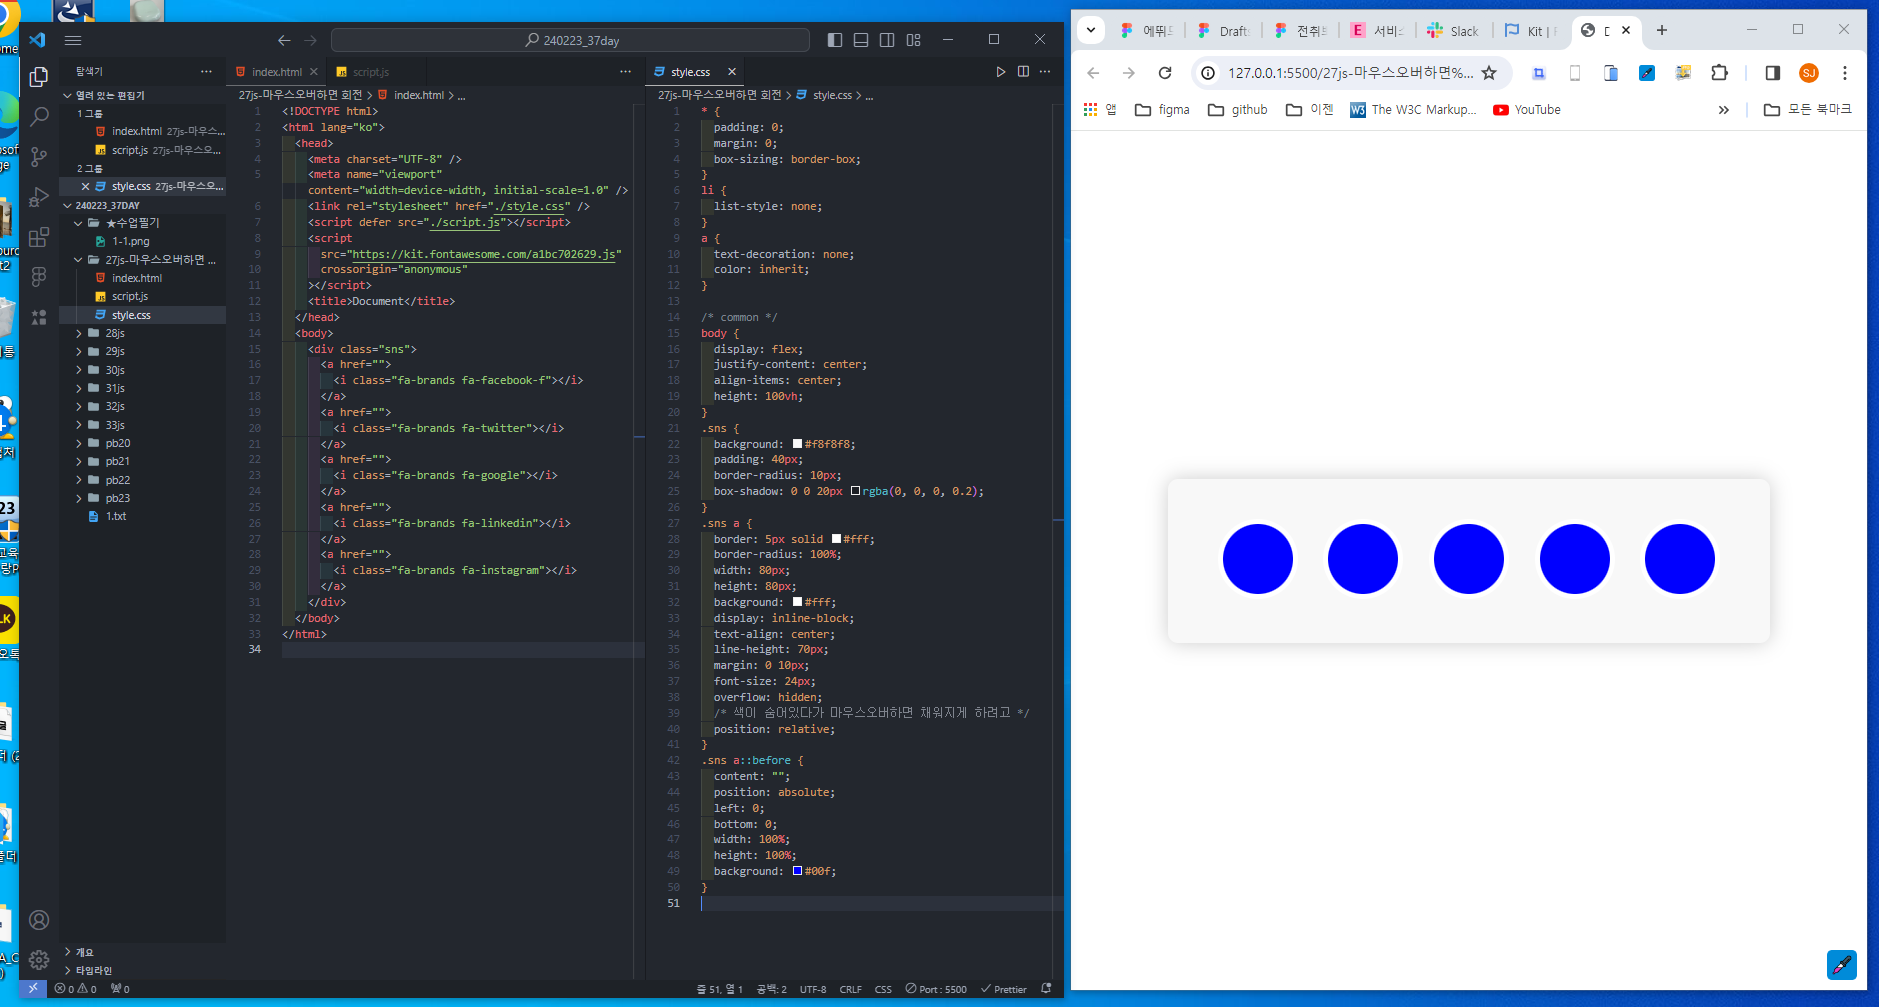 240223_37day
탐색기
열려 있는 편집기
1 그룹
index.html 27js-마우스...
script.js 27js-마우스오...
2 그룹
style.css 27js-마우스오...
240223_37DAY
★수업필기
1-1.png
27js-마우스오버하면 ...
index.html
script.js
style.css
28js
29js
30js
31js
32js
33js
pb20
pb21
pb22
pb23
1.txt
개요
타임라인
index.html
script.js
27js-마우스오버하면 회전 > index.html > ...
1 <!DOCTYPE html>
2 <html lang="ko">
3 <head>
4 <meta charset="UTF-8" />
5 <meta name="viewport"
content="width=device-width, initial-scale=1.0" />
6 <link rel="stylesheet" href="./style.css" />
7 <script defer src="./script.js"></script>
8 <script
9 src="https://kit.fontawesome.com/a1bc702629.js"
10 crossorigin="anonymous"
11 ></script>
12 <title>Document</title>
13 </head>
14 <body>
15 <div class="sns">
16 <a href="">
17 <i class="fa-brands fa-facebook-f"></i>
18 </a>
19 <a href="">
20 <i class="fa-brands fa-twitter"></i>
21 </a>
22 <a href="">
23 <i class="fa-brands fa-google"></i>
24 </a>
25 <a href="">
26 <i class="fa-brands fa-linkedin"></i>
27 </a>
28 <a href="">
29 <i class="fa-brands fa-instagram"></i>
30 </a>
31 </div>
32 </body>
33 </html>
34
style.css
27js-마우스오버하면 회전 > style.css > ...
1 * {
2 padding: 0;
3 margin: 0;
4 box-sizing: border-box;
5 }
6 li {
7 list-style: none;
8 }
9 a {
10 text-decoration: none;
11 color: inherit;
12 }
13
14 /* common */
15 body {
16 display: flex;
17 justify-content: center;
18 align-items: center;
19 height: 100vh;
20 }
21 .sns {
22 background: #f8f8f8;
23 padding: 40px;
24 border-radius: 10px;
25 box-shadow: 0 0 20px rgba(0, 0, 0, 0.2);
26 }
27 .sns a {
28 border: 5px solid #fff;
29 border-radius: 100%;
30 width: 80px;
31 height: 80px;
32 background: #fff;
33 display: inline-block;
34 text-align: center;
35 line-height: 70px;
36 margin: 0 10px;
37 font-size: 24px;
38 overflow: hidden;
39 /* 색이 숨어있다가 마우스오버하면 채워지게 하려고 */
40 position: relative;
41 }
42 .sns a::before {
43 content: "";
44 position: absolute;
45 left: 0;
46 bottom: 0;
47 width: 100%;
48 height: 100%;
49 background: #00f;
50 }
51
0 0 0
줄 51, 열 1 공백: 2 UTF-8 CRLF CSS Port : 5500 Prettier
Draft
서비스
Slack
Kit |
127.0.0.1:5500/27js-마우스오버하면%...
SJ
앱 figma github 이젠 The W3C Markup... YouTube » 모든 북마크